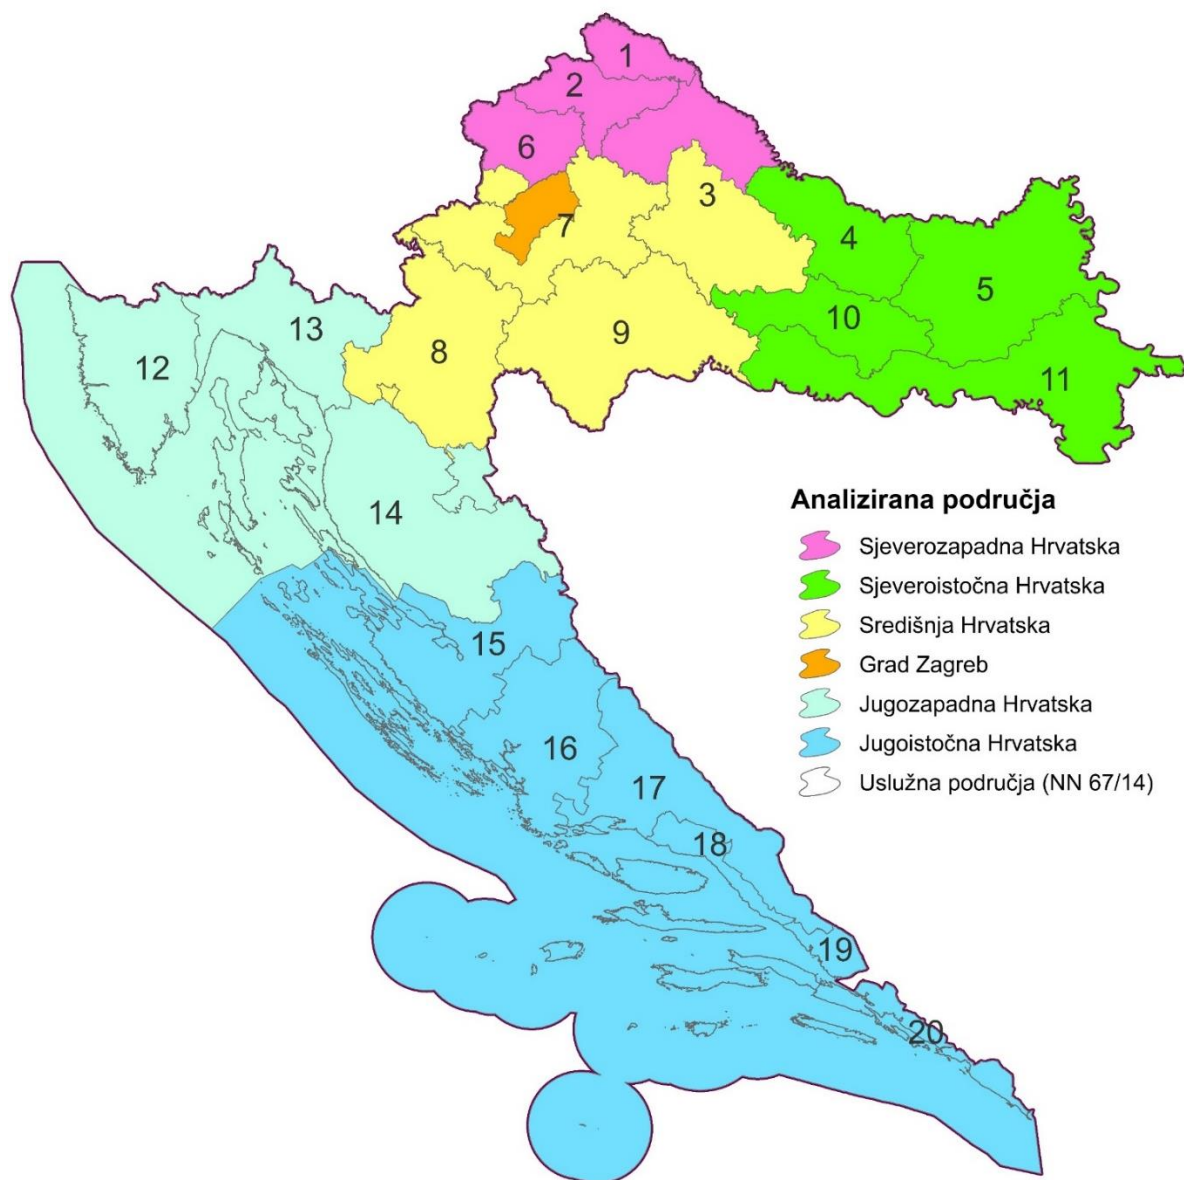 1
2
6
3
7
4
5
10
13
9
8
12
11
14
15
16
17
18
19
20
Analizirana područja
Sjeverozapadna Hrvatska
Sjeveroistočna Hrvatska
Središnja Hrvatska
Grad Zagreb
Jugozapadna Hrvatska
Jugoistočna Hrvatska
Uslužna područja (NN 67/14)